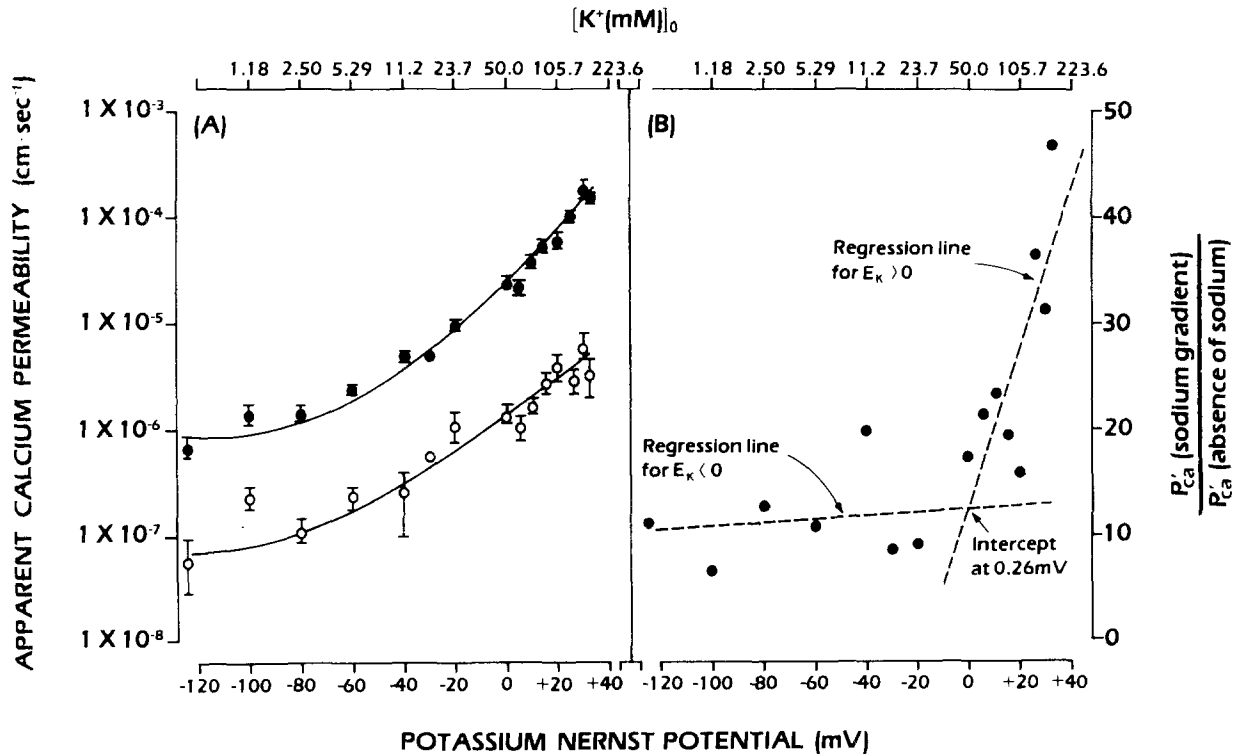 [K⁺(mM)]₀
1.18 2.50 5.29 11.2 23.7 50.0 105.7 223.6
1.18 2.50 5.29 11.2 23.7 50.0 105.7 223.6
APPARENT CALCIUM PERMEABILITY (cm·sec⁻¹)
1 X 10⁻³
1 X 10⁻⁴
1 X 10⁻⁵
1 X 10⁻⁶
1 X 10⁻⁷
1 X 10⁻⁸
(A)
-120 -100 -80 -60 -40 -20 0 +20 +40
(B)
Regression line
for E_K > 0
Regression line
for E_K < 0
Intercept
at 0.26mV
50
40
30
20
10
0
P'_Ca (sodium gradient)
P'_Ca (absence of sodium)
-120 -100 -80 -60 -40 -20 0 +20 +40
POTASSIUM NERNST POTENTIAL (mV)